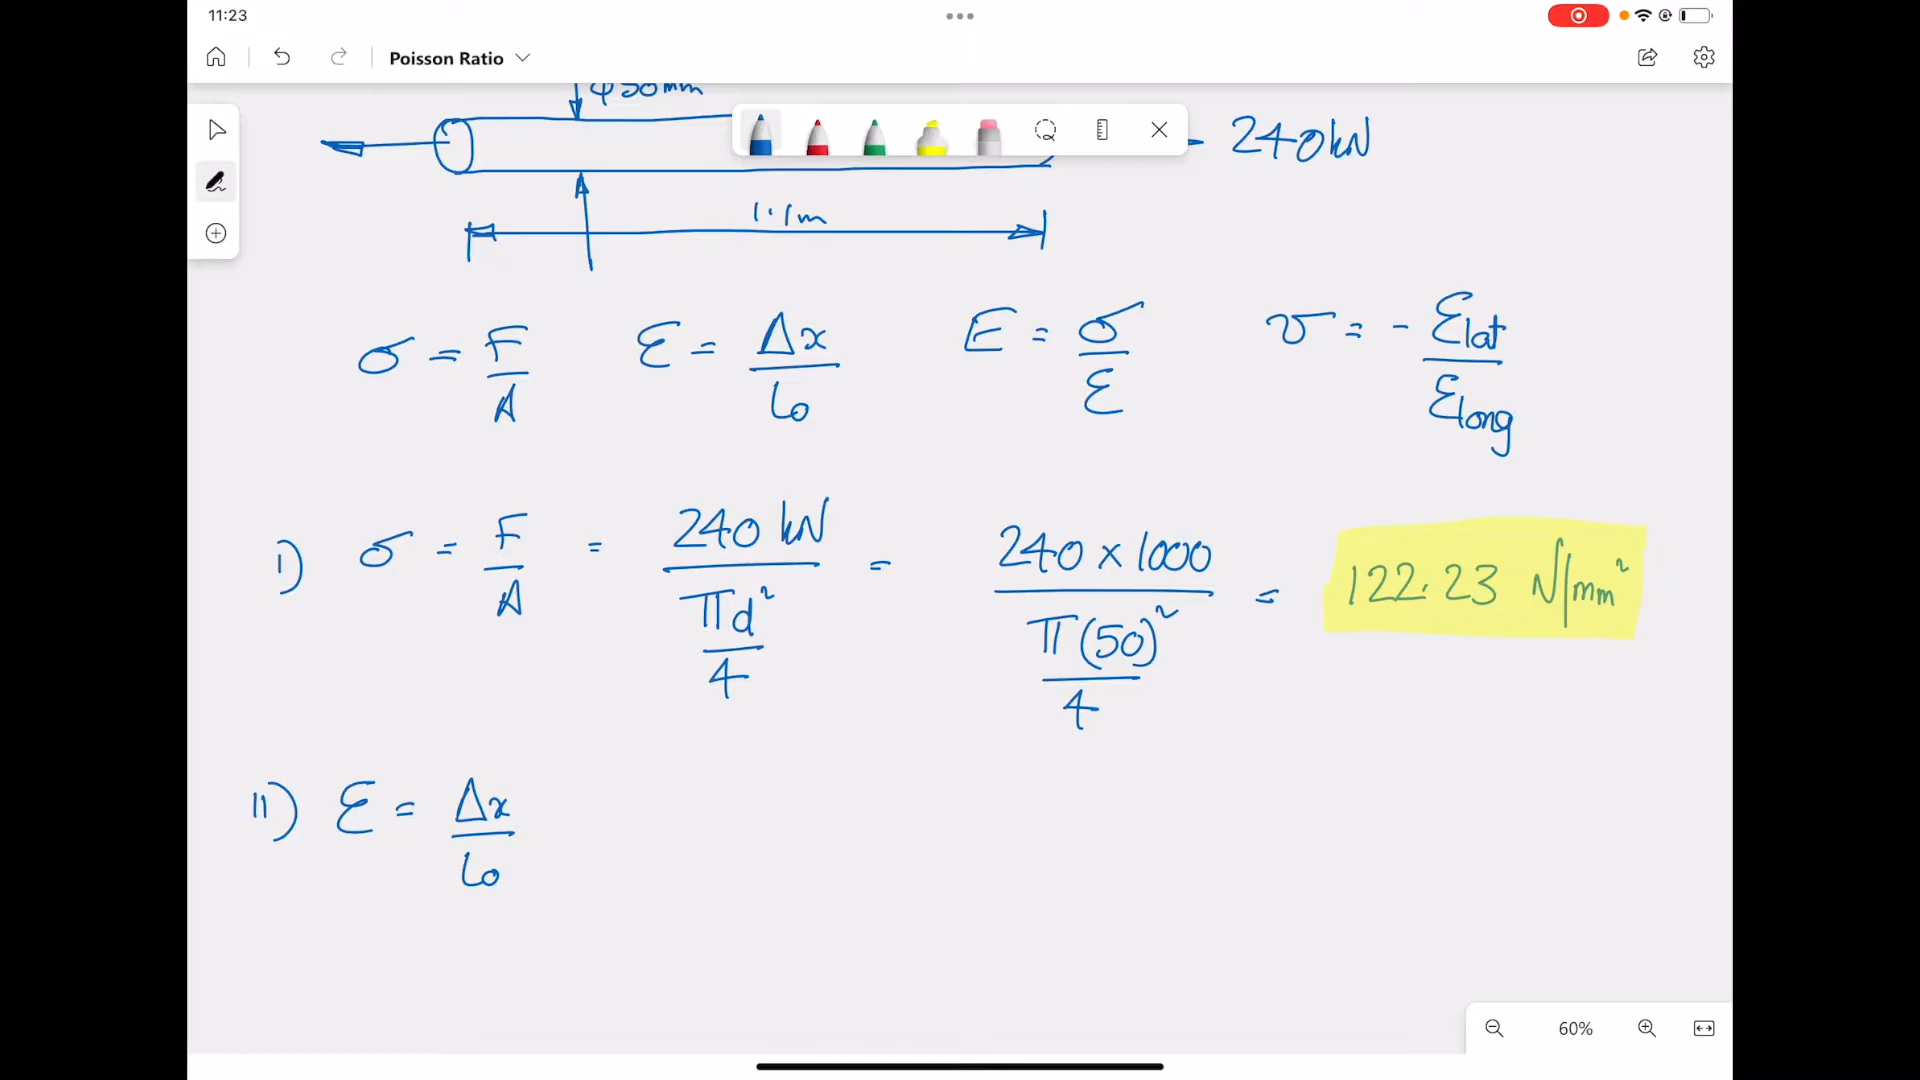 11:23
Poisson Ratio
φ50mm
240kN
1.1m
σ = F/A
ε = Δx/Lo
E = σ/ε
υ = - εlat/εlong
I) σ = F/A = 240 kN/(πd²/4) = 240 × 1000/(π(50)²/4) = 122.23 N/mm²
II) ε = Δx/Lo
60%